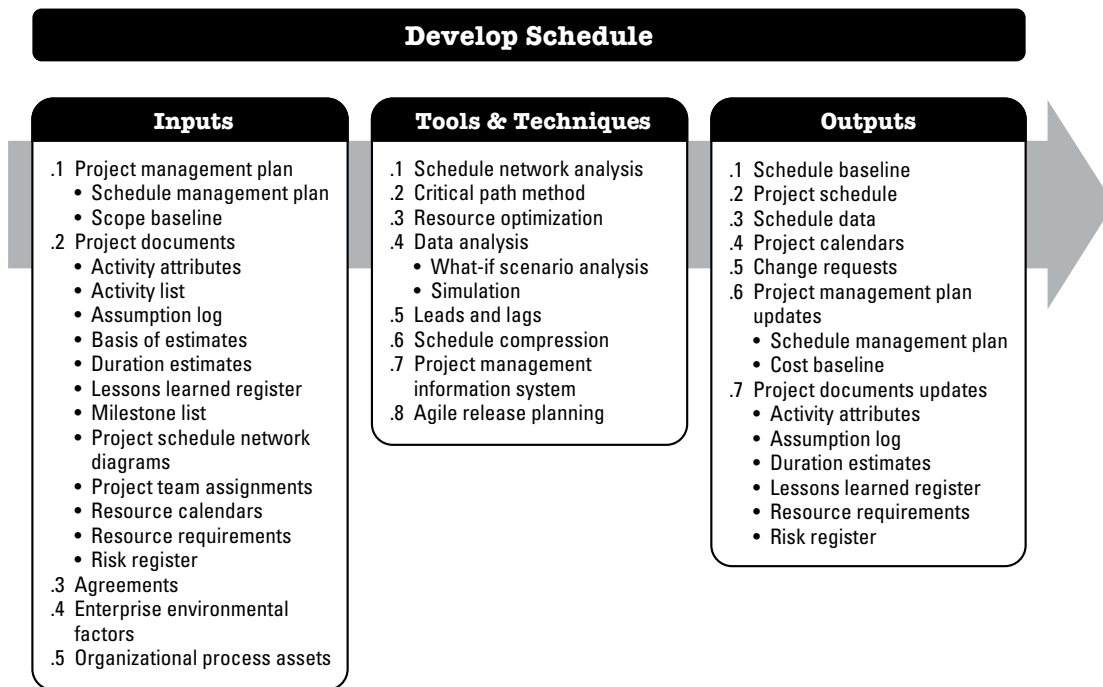 Develop Schedule
Inputs
.1 Project management plan
• Schedule management plan
• Scope baseline
.2 Project documents
• Activity attributes
• Activity list
• Assumption log
• Basis of estimates
• Duration estimates
• Lessons learned register
• Milestone list
• Project schedule network
diagrams
• Project team assignments
• Resource calendars
• Resource requirements
• Risk register
.3 Agreements
.4 Enterprise environmental
factors
.5 Organizational process assets
Tools & Techniques
.1 Schedule network analysis
.2 Critical path method
.3 Resource optimization
.4 Data analysis
• What-if scenario analysis
• Simulation
.5 Leads and lags
.6 Schedule compression
.7 Project management
information system
.8 Agile release planning
Outputs
.1 Schedule baseline
.2 Project schedule
.3 Schedule data
.4 Project calendars
.5 Change requests
.6 Project management plan
updates
• Schedule management plan
• Cost baseline
.7 Project documents updates
• Activity attributes
• Assumption log
• Duration estimates
• Lessons learned register
• Resource requirements
• Risk register